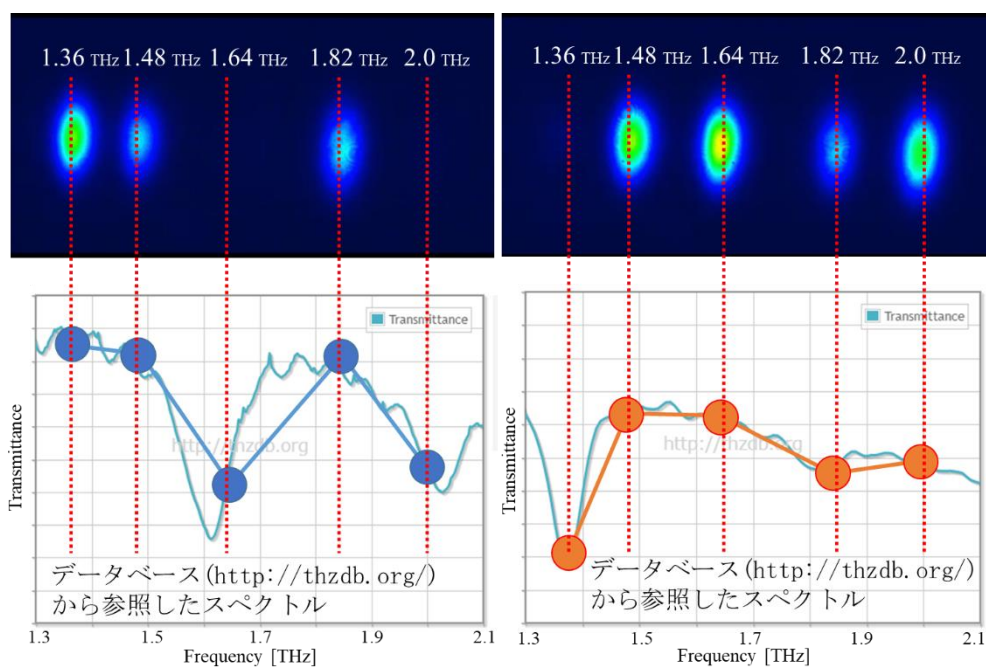 1.36 THz 1.48 THz 1.64 THz 1.82 THz 2.0 THz
1.36 THz 1.48 THz 1.64 THz 1.82 THz 2.0 THz
Transmittance
Transmittance
http://thzdb.org
データベース(http://thzdb.org/)
から参照したスペクトル
1.3 1.5 1.7 1.9 2.1
Frequency [THz]
Transmittance
Transmittance
http://thzdb.org
データベース(http://thzdb.org/)
から参照したスペクトル
1.3 1.5 1.7 1.9 2.1
Frequency [THz]